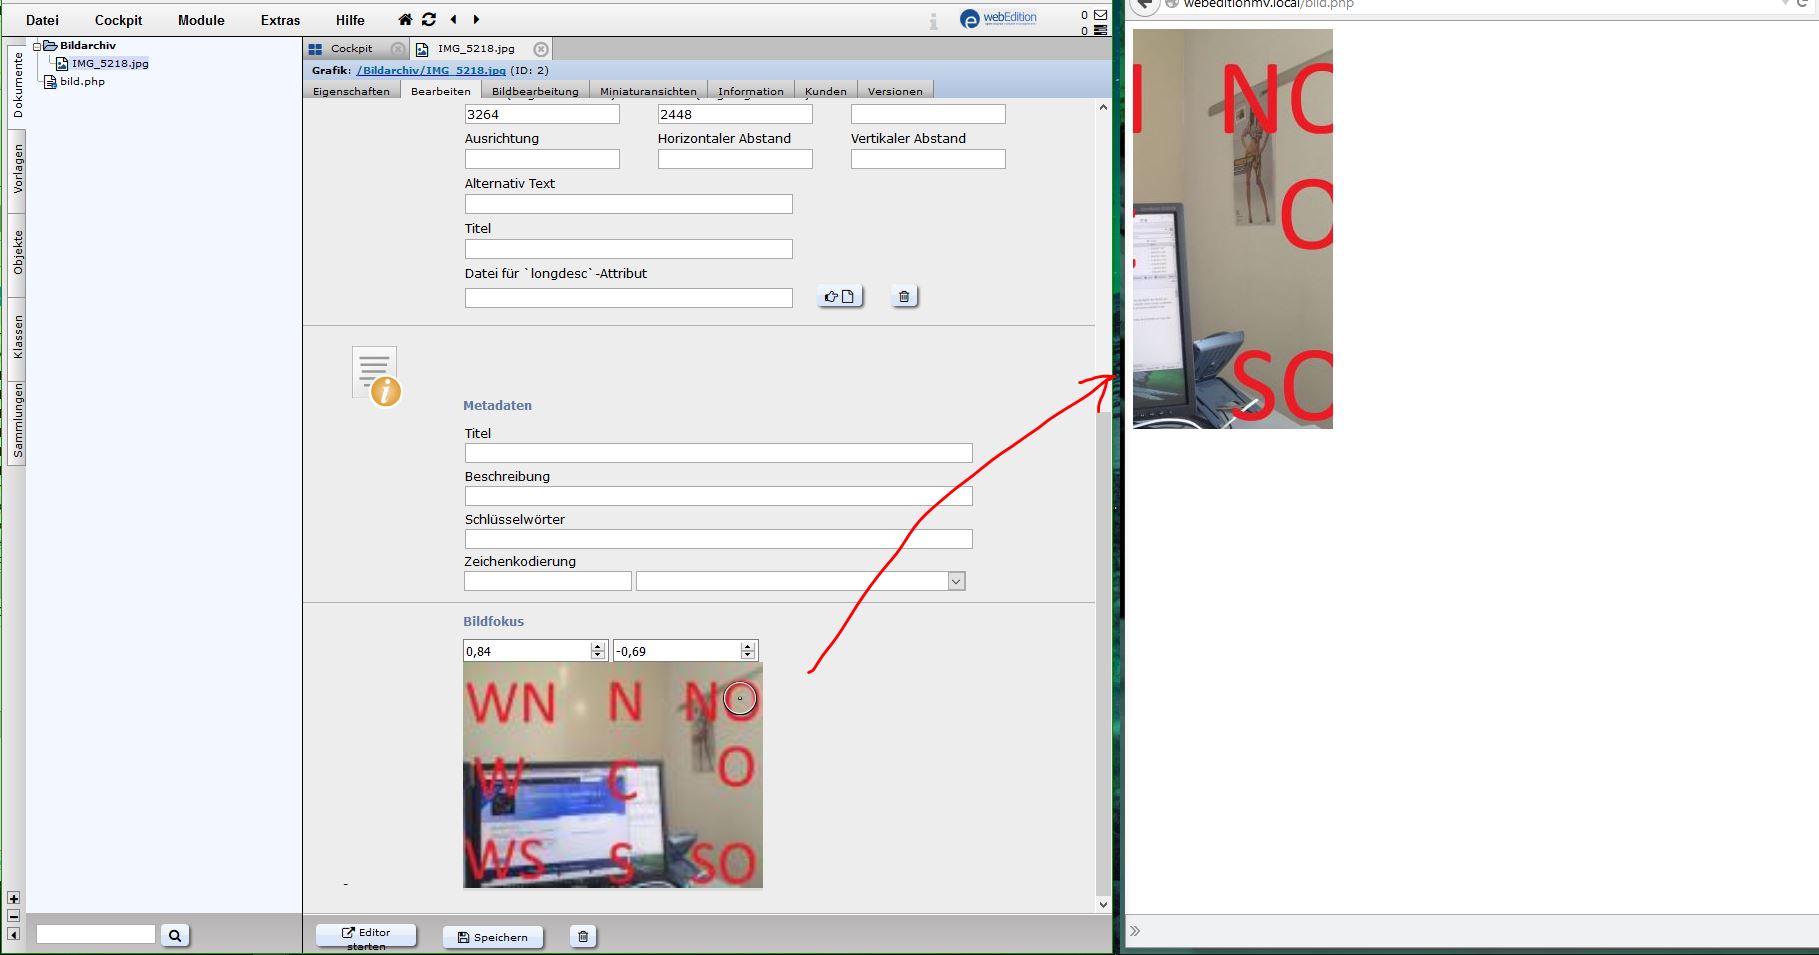 Datei Cockpit Module Extras Hilfe
webEdition
0
0
Dokumente
Vorlagen
Objekte
Klassen
Sammlungen
Bildarchiv
IMG_5218.jpg
bild.php
Cockpit IMG_5218.jpg
Grafik: /Bildarchiv/IMG_5218.jpg (ID: 2)
Eigenschaften Bearbeiten Bildbearbeitung Miniaturansichten Information Kunden Versionen
3264 2448
Ausrichtung Horizontaler Abstand Vertikaler Abstand
Alternativ Text
Titel
Datei für `longdesc`-Attribut
Metadaten
Titel
Beschreibung
Schlüsselwörter
Zeichenkodierung
Bildfokus
0,84 -0,69
WN N NO
W C O
WS S SO
-
Editor starten
Speichern
webeditionmv.local/bild.php
NO
O
SO